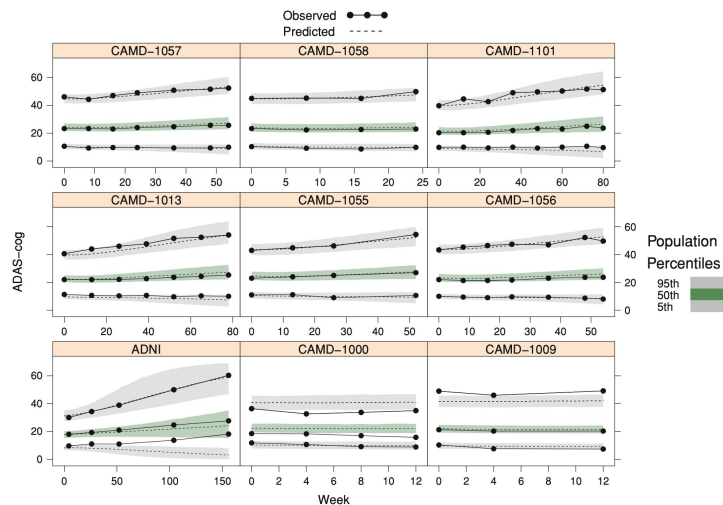 Observed
Predicted
CAMD−1057
CAMD−1058
CAMD−1101
60
40
20
0
0 10 20 30 40 50
0 5 10 15 20 25
0 20 40 60 80
CAMD−1013
CAMD−1055
CAMD−1056
60
40
20
0
0 20 40 60 80
0 10 20 30 40 50
0 10 20 30 40 50
ADNI
CAMD−1000
CAMD−1009
60
40
20
0
0 50 100 150
0 2 4 6 8 10 12
0 2 4 6 8 10 12
ADAS-cog
Week
Population
Percentiles
95th
50th
5th